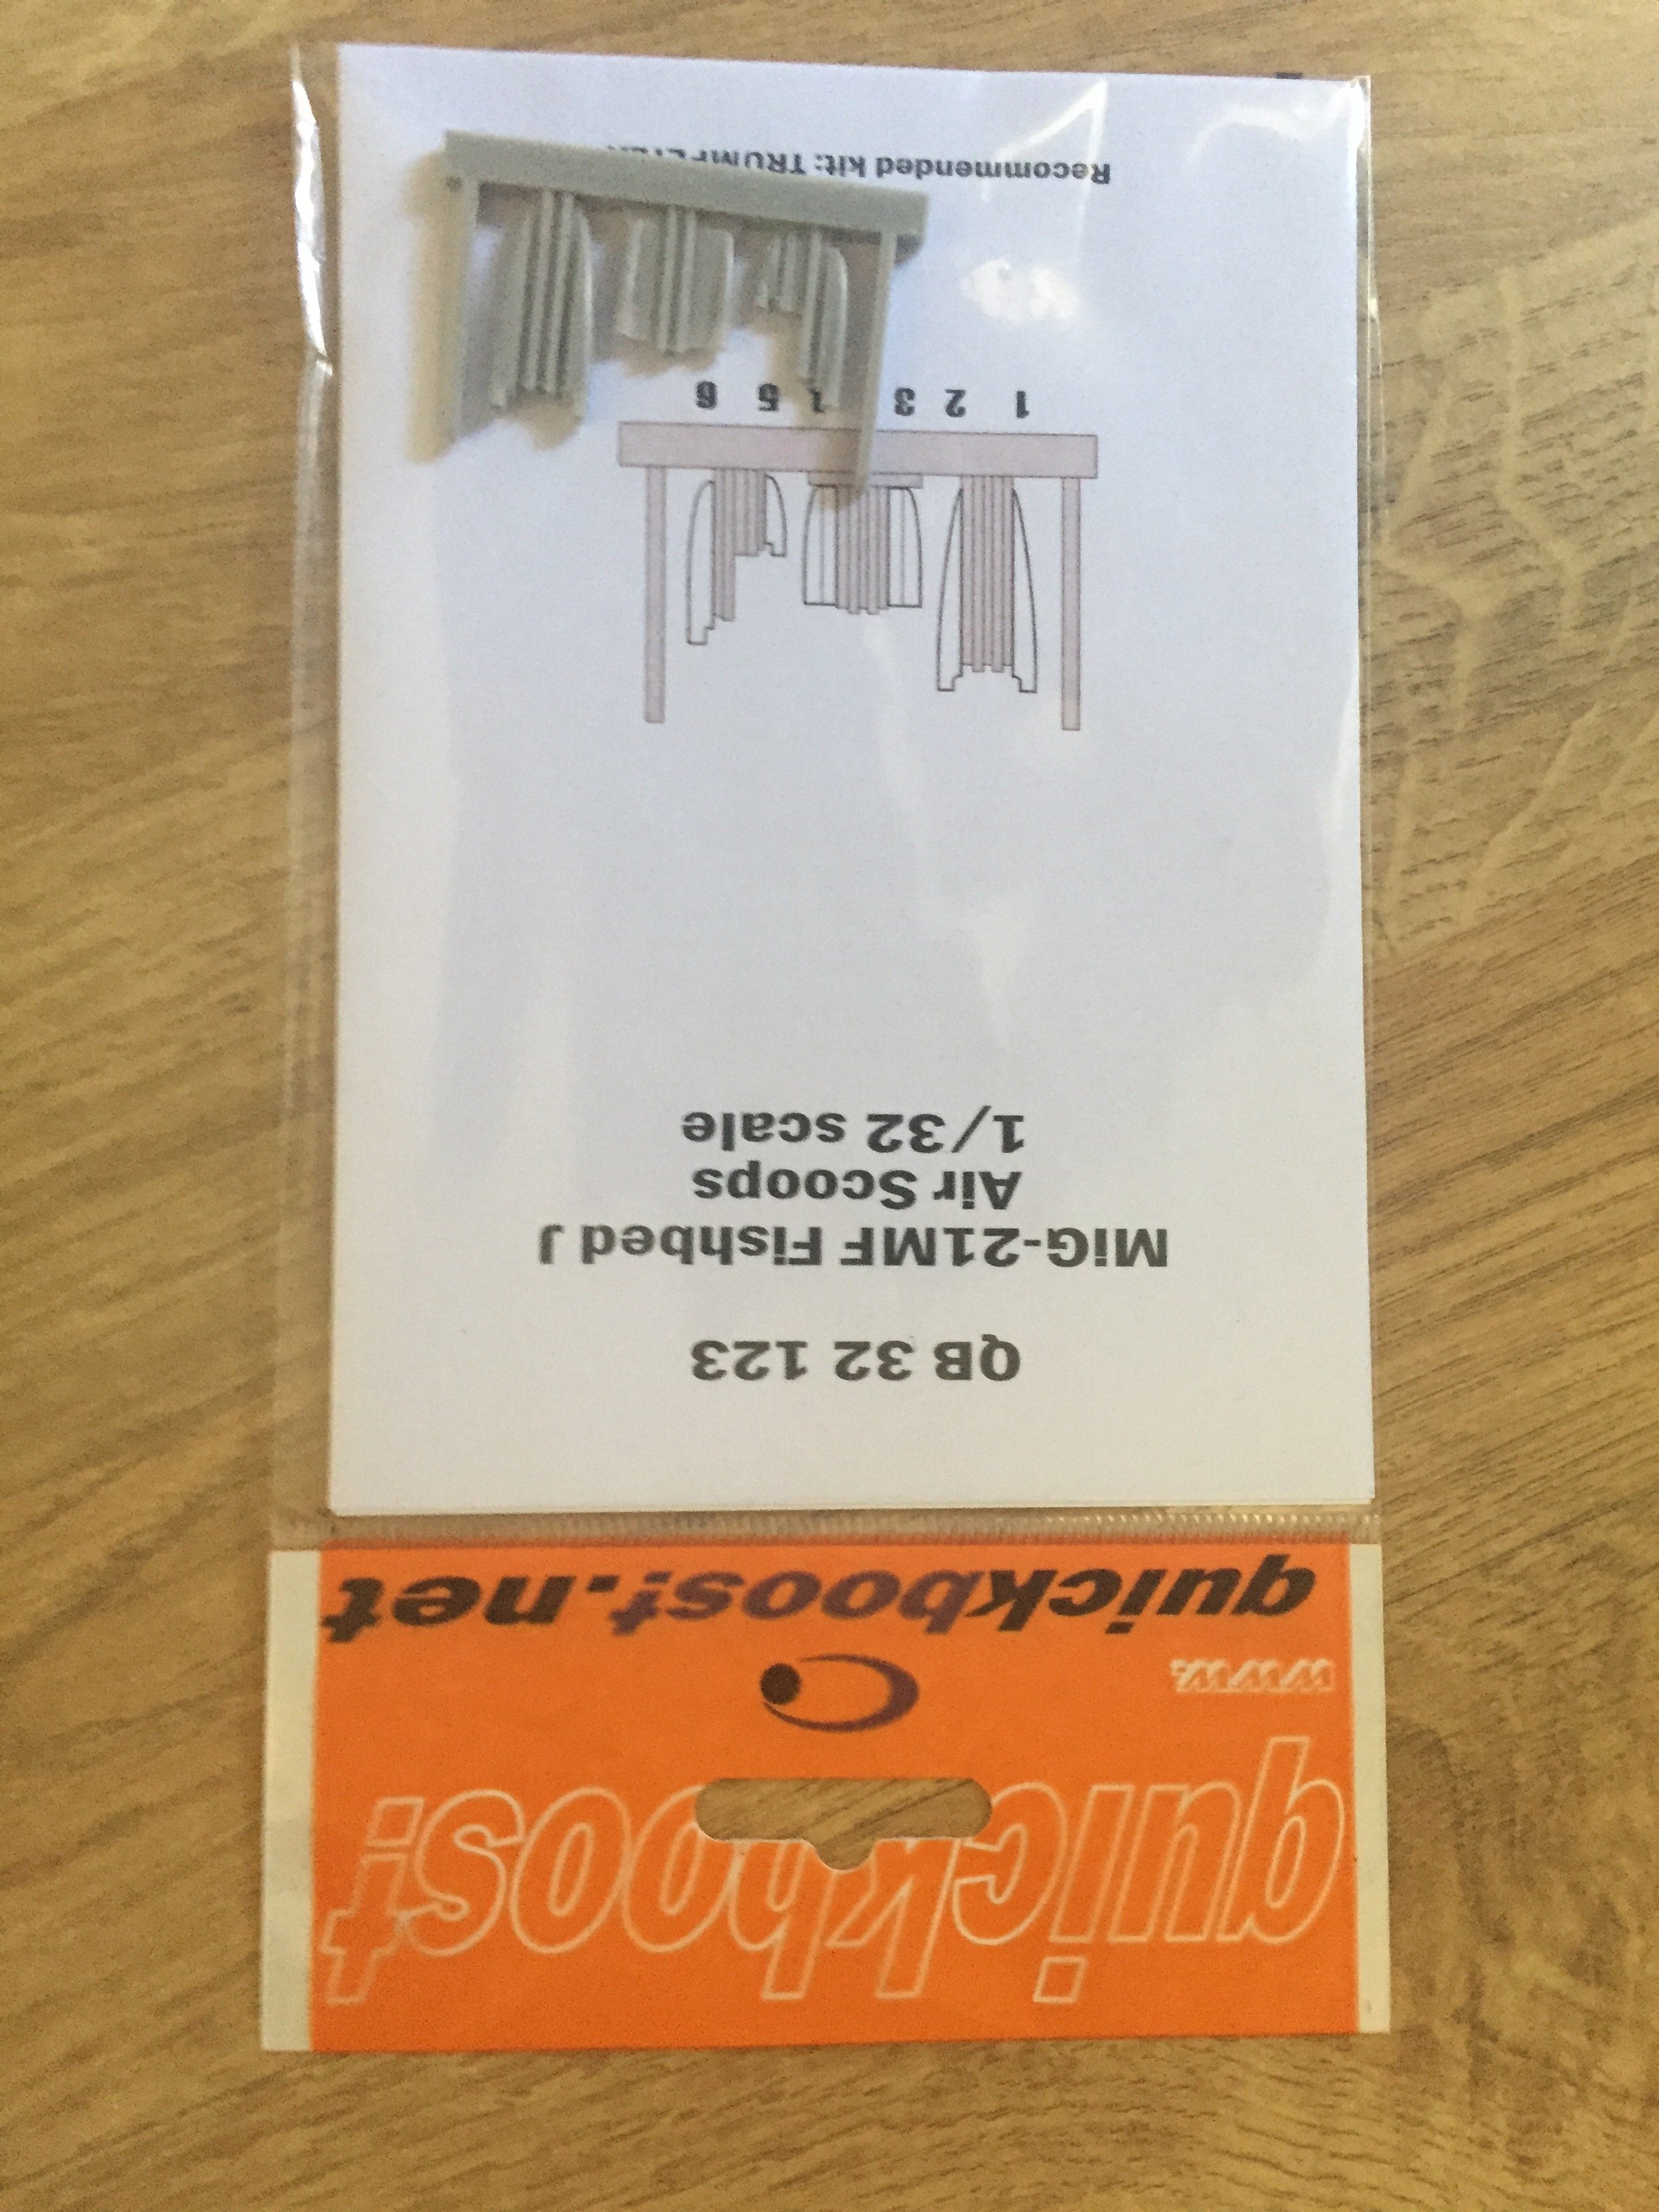 quickboost
www.
quickboost.net
QB 32 123
MiG-21MF Fishbed J
Air Scoops
1/32 scale
1 2 3 5 6
Recommended kit: TRUMPETER